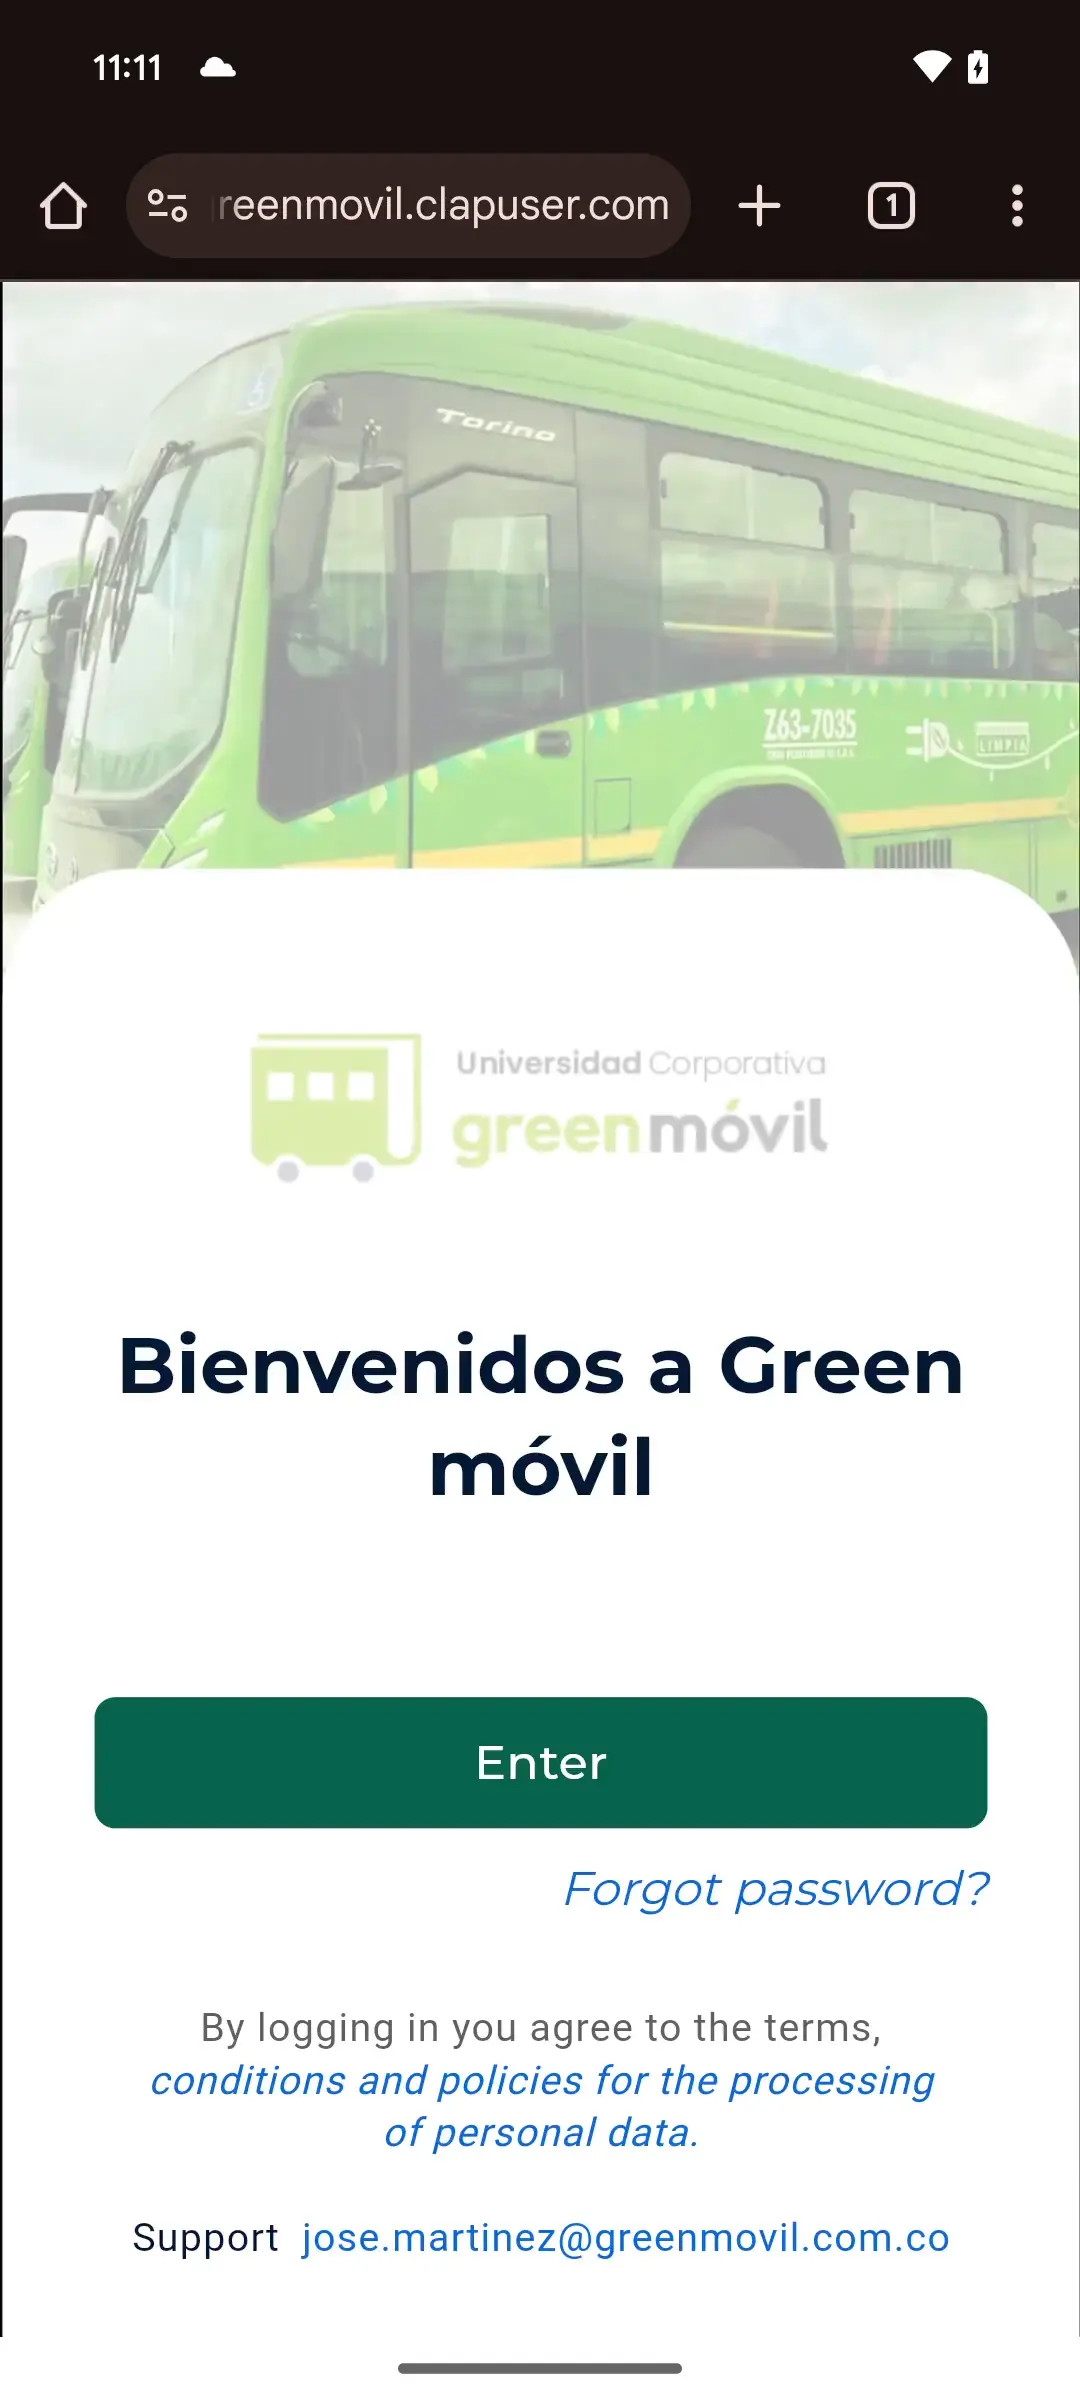 11:11
reenmovil.clapuser.com
1
Torino
Z63-7035
LIMPIA
Universidad Corporativa
greenmóvil
Bienvenidos a Green
móvil
Enter
Forgot password?
By logging in you agree to the terms,
conditions and policies for the processing
of personal data.
Support jose.martinez@greenmovil.com.co